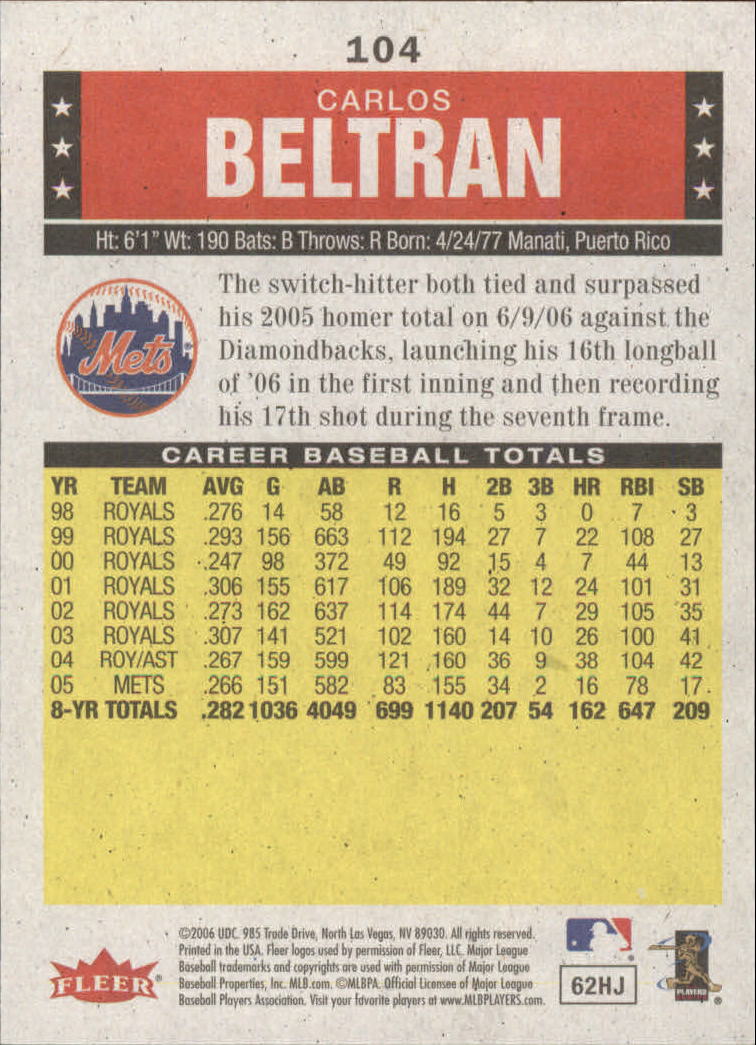 104
CARLOS
BELTRAN
Ht: 6'1" Wt: 190 Bats: B Throws: R Born: 4/24/77 Manati, Puerto Rico
Mets
The switch-hitter both tied and surpassed
his 2005 homer total on 6/9/06 against the
Diamondbacks, launching his 16th longball
of '06 in the first inning and then recording
his 17th shot during the seventh frame.
CAREER BASEBALL TOTALS
YR TEAM AVG G AB R H 2B 3B HR RBI SB
98 ROYALS .276 14 58 12 16 5 3 0 7 3
99 ROYALS .293 156 663 112 194 27 7 22 108 27
00 ROYALS .247 98 372 49 92 15 4 7 44 13
01 ROYALS .306 155 617 106 189 32 12 24 101 31
02 ROYALS .273 162 637 114 174 44 7 29 105 35
03 ROYALS .307 141 521 102 160 14 10 26 100 41
04 ROY/AST .267 159 599 121 160 36 9 38 104 42
05 METS .266 151 582 83 155 34 2 16 78 17
8-YR TOTALS .282 1036 4049 699 1140 207 54 162 647 209
©2006 UDC. 985 Trade Drive, North Las Vegas, NV 89030. All rights reserved.
Printed in the USA. Fleer logos used by permission of Fleer, LLC. Major League
Baseball trademarks and copyrights are used with permission of Major League
Baseball Properties, Inc. MLB.com. ©MLBPA. Official Licensee of Major League
Baseball Players Association. Visit your favorite players at www.MLBPLAYERS.com.
FLEER®
62HJ
PLAYERS